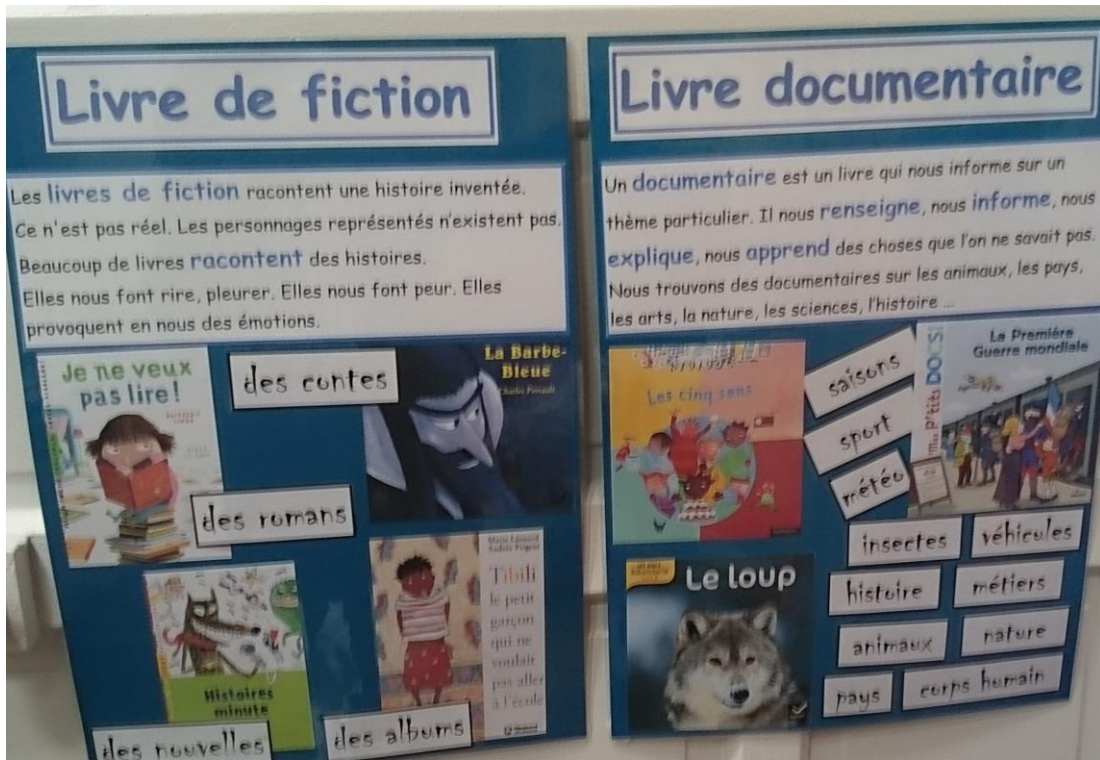 Livre de fiction
Les livres de fiction racontent une histoire inventée.
Ce n'est pas réel. Les personnages représentés n'existent pas.
Beaucoup de livres racontent des histoires.
Elles nous font rire, pleurer. Elles nous font peur. Elles
provoquent en nous des émotions.
Je ne veux
pas lire !
des contes
La Barbe-
Bleue
Charles Perrault
des romans
Histoires
minute
des nouvelles
Tibili
le petit
garçon
qui ne
voulait
pas aller
à l'école
des albums
Livre documentaire
Un documentaire est un livre qui nous informe sur un
thème particulier. Il nous renseigne, nous informe, nous
explique, nous apprend des choses que l'on ne savait pas.
Nous trouvons des documentaires sur les animaux, les pays,
les arts, la nature, les sciences, l'histoire ...
Les cinq sens
saisons
sport
météo
mes p'tits DOCS
La Première
Guerre mondiale
Le loup
insectes
véhicules
histoire
métiers
animaux
nature
pays
corps humain